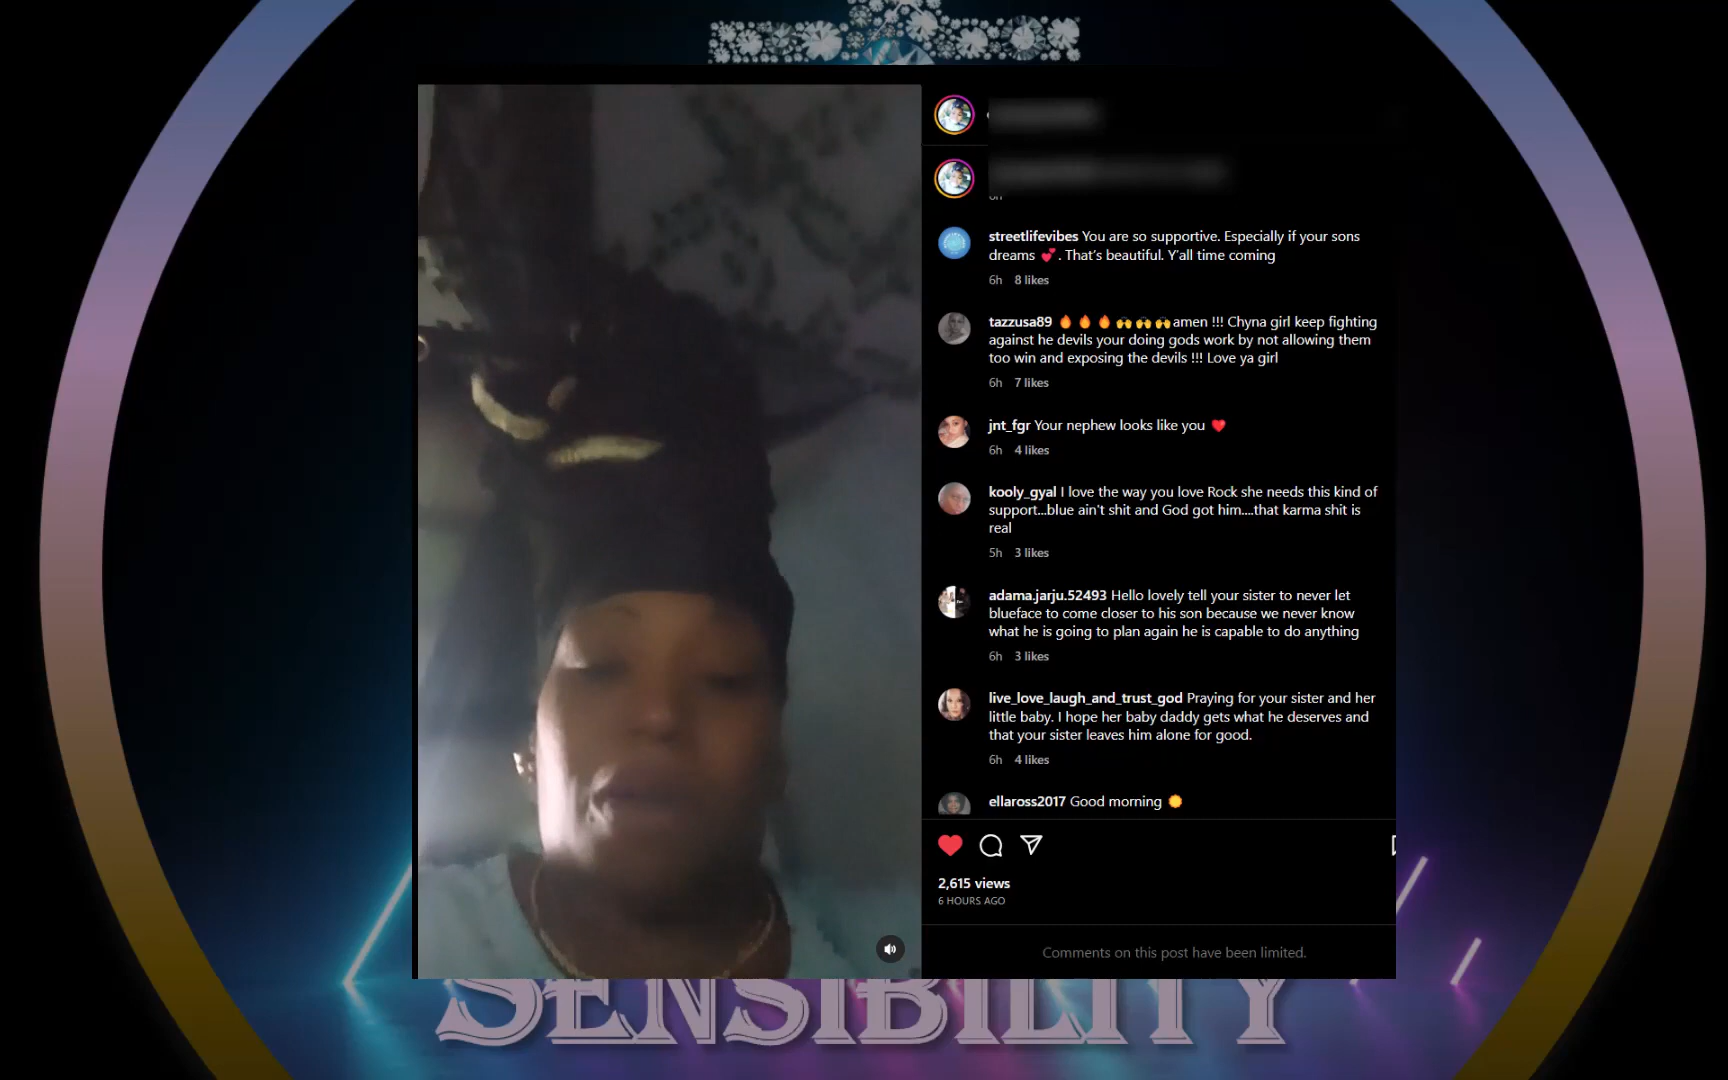 streetlifevibes You are so supportive. Especially if your sons
dreams 💕. That's beautiful. Y'all time coming
6h 8 likes
tazzusa89 🔥🔥🔥🙌🙌🙌amen !!! Chyna girl keep fighting
against he devils your doing gods work by not allowing them
too win and exposing the devils !!! Love ya girl
6h 7 likes
jnt_fgr Your nephew looks like you ❤️
6h 4 likes
kooly_gyal I love the way you love Rock she needs this kind of
support...blue ain't shit and God got him....that karma shit is
real
5h 3 likes
adama.jarju.52493 Hello lovely tell your sister to never let
blueface to come closer to his son because we never know
what he is going to plan again he is capable to do anything
6h 3 likes
live_love_laugh_and_trust_god Praying for your sister and her
little baby. I hope her baby daddy gets what he deserves and
that your sister leaves him alone for good.
6h 4 likes
ellaross2017 Good morning ☀️
2,615 views
6 HOURS AGO
Comments on this post have been limited.
SENSIBILITY